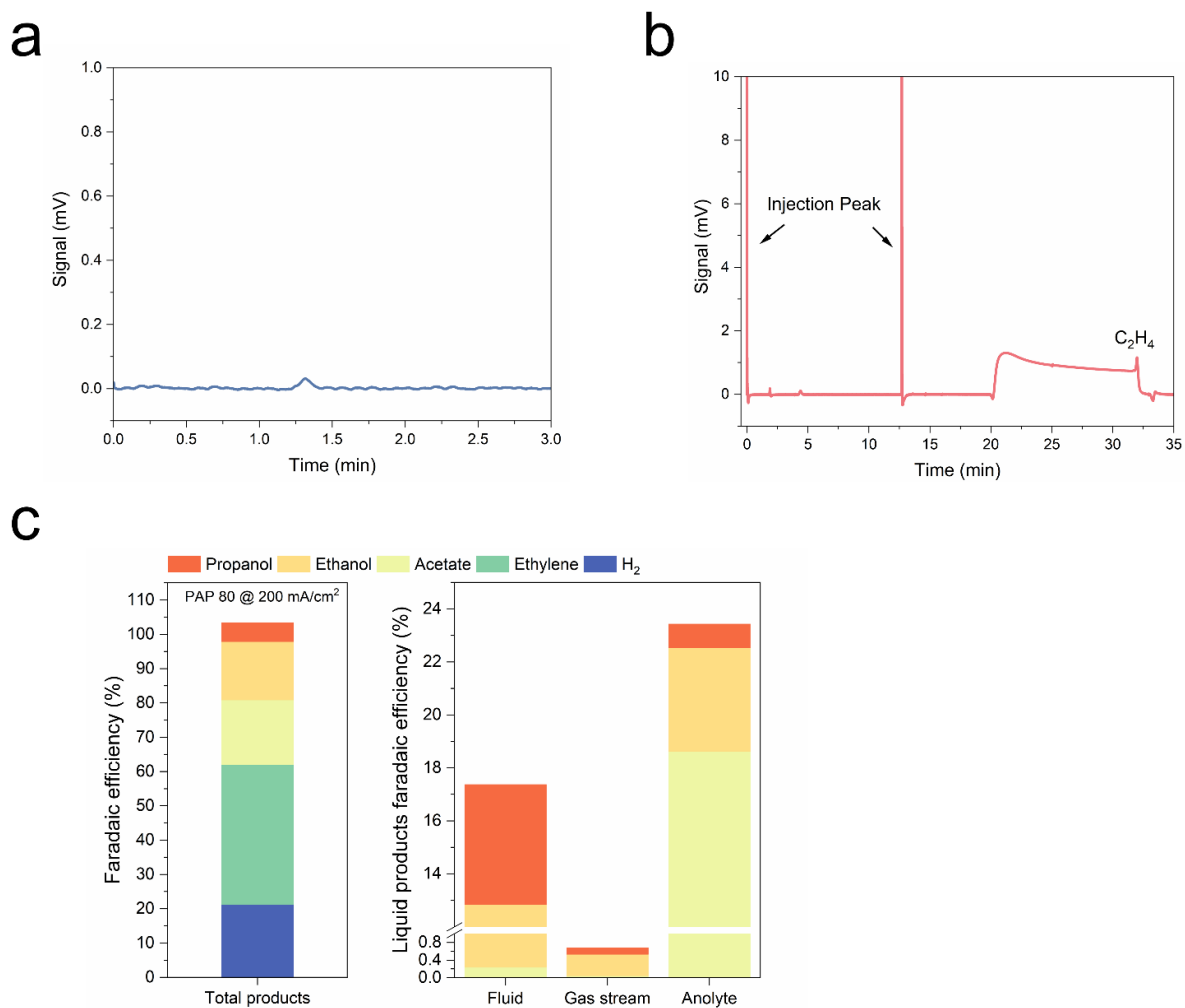 a
1.0
0.8
0.6
0.4
0.2
0.0
Signal (mV)
0.0 0.5 1.0 1.5 2.0 2.5 3.0
Time (min)
b
10
8
6
4
2
0
Signal (mV)
Injection Peak
C₂H₄
0 5 10 15 20 25 30 35
Time (min)
c
Propanol Ethanol Acetate Ethylene H₂
PAP 80 @ 200 mA/cm²
110
100
90
80
70
60
50
40
30
20
10
0
Faradaic efficiency (%)
Total products
24
22
20
18
16
14
0.8
0.4
0.0
Liquid products faradaic efficiency (%)
Fluid Gas stream Anolyte